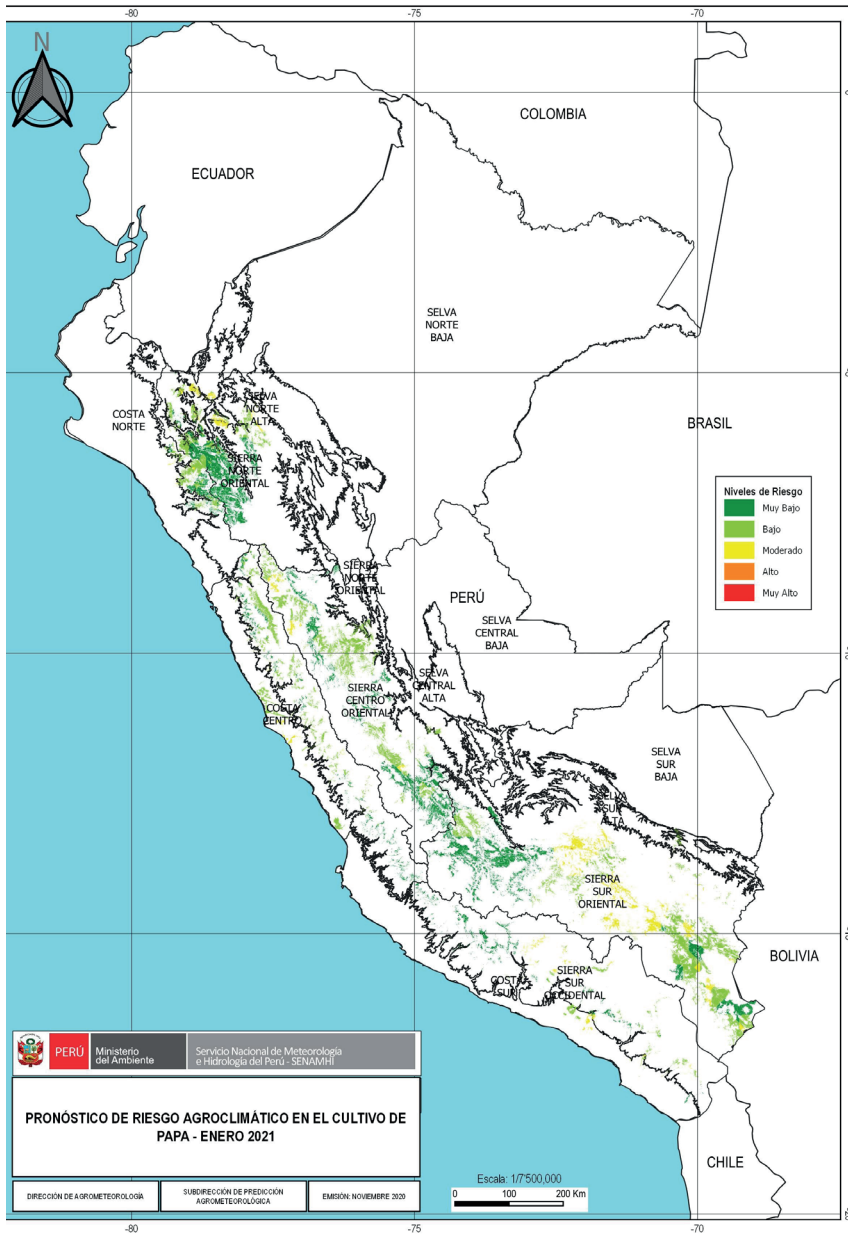 -80
-75
-70
N
COLOMBIA
ECUADOR
SELVA
NORTE
BAJA
SELVA
NORTE
ALTA
COSTA
NORTE
BRASIL
SIERRA
NORTE
ORIENTAL
Niveles de Riesgo
Muy Bajo
Bajo
Moderado
Alto
Muy Alto
SIERRA
NORTE
ORIENTAL
PERÚ
SELVA
CENTRAL
BAJA
SELVA
CENTRAL
ALTA
SIERRA
CENTRO
ORIENTAL
COSTA
CENTRO
SELVA
SUR
BAJA
SELVA
SUR
ALTA
SIERRA
SUR
ORIENTAL
BOLIVIA
COSTA
SUR
SIERRA
SUR
OCCIDENTAL
PERÚ
Ministerio
del Ambiente
Servicio Nacional de Meteorología
e Hidrología del Perú - SENAMHI
PRONÓSTICO DE RIESGO AGROCLIMÁTICO EN EL CULTIVO DE
PAPA - ENERO 2021
DIRECCIÓN DE AGROMETEOROLOGÍA
SUBDIRECCIÓN DE PREDICCIÓN
AGROMETEOROLÓGICA
EMISIÓN: NOVIEMBRE 2020
Escala: 1/7'500,000
0 100 200 Km
CHILE
-80
-75
-70